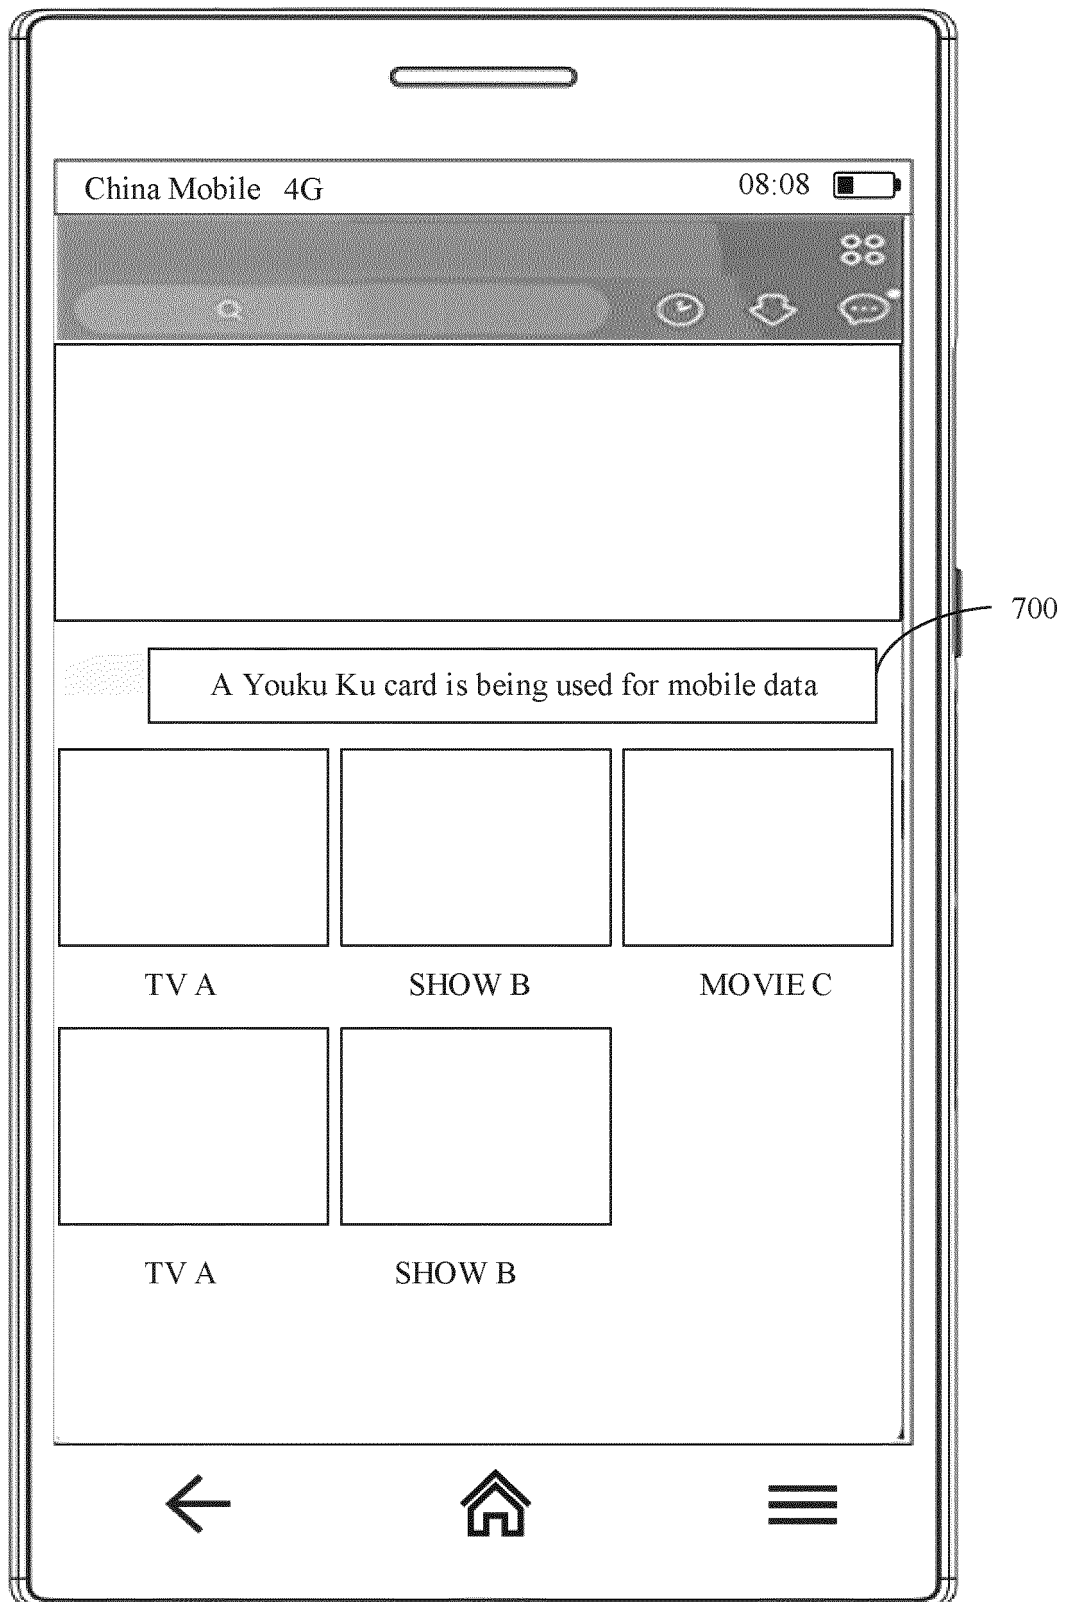 China Mobile 4G 08:08
700
A Youku Ku card is being used for mobile data
TV A SHOW B MOVIE C
TV A SHOW B